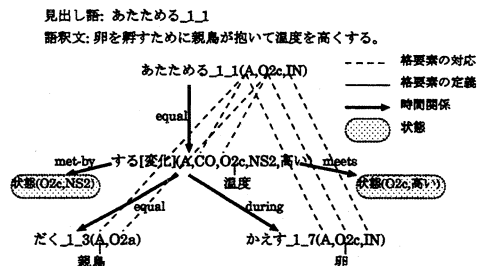 見出し語: あたためる_1_1
語釈文: 卵を孵すために親鳥が抱いて温度を高くする。
あたためる_1_1(A,O2c,IN)
格要素の対応
格要素の定義
時間関係
状態
equal
met-by
する[変化](A,CO,O2c,NS2,高い)
meets
状態(O2c,NS2)
温度
状態(O2c,高い)
equal
during
だく_1_3(A,O2a)
かえす_1_7(A,O2c,IN)
親鳥
卵